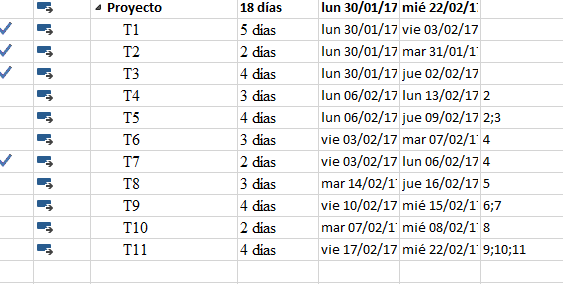 Proyecto 18 días lun 30/01/17 mié 22/02/17
T1 5 días lun 30/01/17 vie 03/02/17
T2 2 días lun 30/01/17 mar 31/01/17
T3 4 días lun 30/01/17 jue 02/02/17
T4 3 días lun 06/02/17 lun 13/02/17 2
T5 4 días lun 06/02/17 jue 09/02/17 2;3
T6 3 días vie 03/02/17 mar 07/02/17 4
T7 2 días vie 03/02/17 lun 06/02/17 4
T8 3 días mar 14/02/17 jue 16/02/17 5
T9 4 días vie 10/02/17 mié 15/02/17 6;7
T10 2 días mar 07/02/17 mié 08/02/17 8
T11 4 días vie 17/02/17 mié 22/02/17 9;10;11